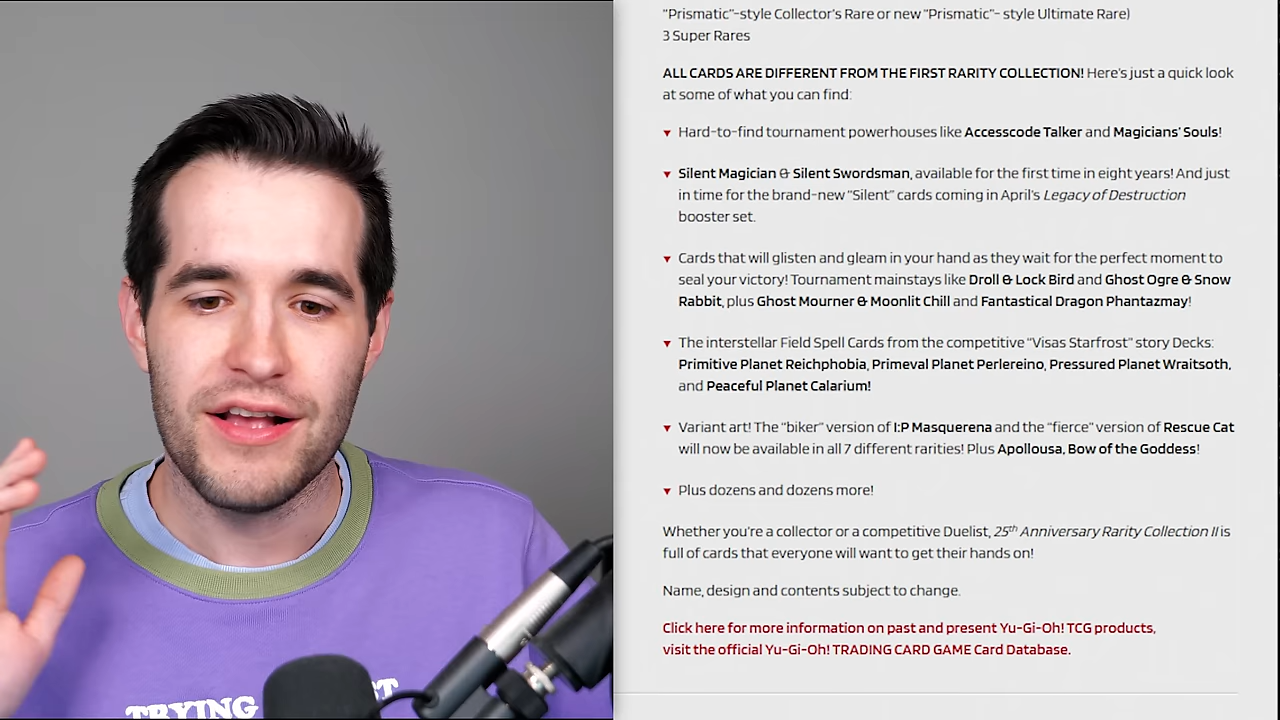 "Prismatic"-style Collector's Rare or new "Prismatic"- style Ultimate Rare)
3 Super Rares
ALL CARDS ARE DIFFERENT FROM THE FIRST RARITY COLLECTION! Here's just a quick look
at some of what you can find:
Hard-to-find tournament powerhouses like Accesscode Talker and Magicians' Souls!
Silent Magician & Silent Swordsman, available for the first time in eight years! And just
in time for the brand-new "Silent" cards coming in April's Legacy of Destruction
booster set.
Cards that will glisten and gleam in your hand as they wait for the perfect moment to
seal your victory! Tournament mainstays like Droll & Lock Bird and Ghost Ogre & Snow
Rabbit, plus Ghost Mourner & Moonlit Chill and Fantastical Dragon Phantazmay!
The interstellar Field Spell Cards from the competitive "Visas Starfrost" story Decks:
Primitive Planet Reichphobia, Primeval Planet Perlereino, Pressured Planet Wraitsoth,
and Peaceful Planet Calarium!
Variant art! The "biker" version of I:P Masquerena and the "fierce" version of Rescue Cat
will now be available in all 7 different rarities! Plus Apollousa, Bow of the Goddess!
Plus dozens and dozens more!
Whether you're a collector or a competitive Duelist, 25th Anniversary Rarity Collection II is
full of cards that everyone will want to get their hands on!
Name, design and contents subject to change.
Click here for more information on past and present Yu-Gi-Oh! TCG products,
visit the official Yu-Gi-Oh! TRADING CARD GAME Card Database.
TRYING